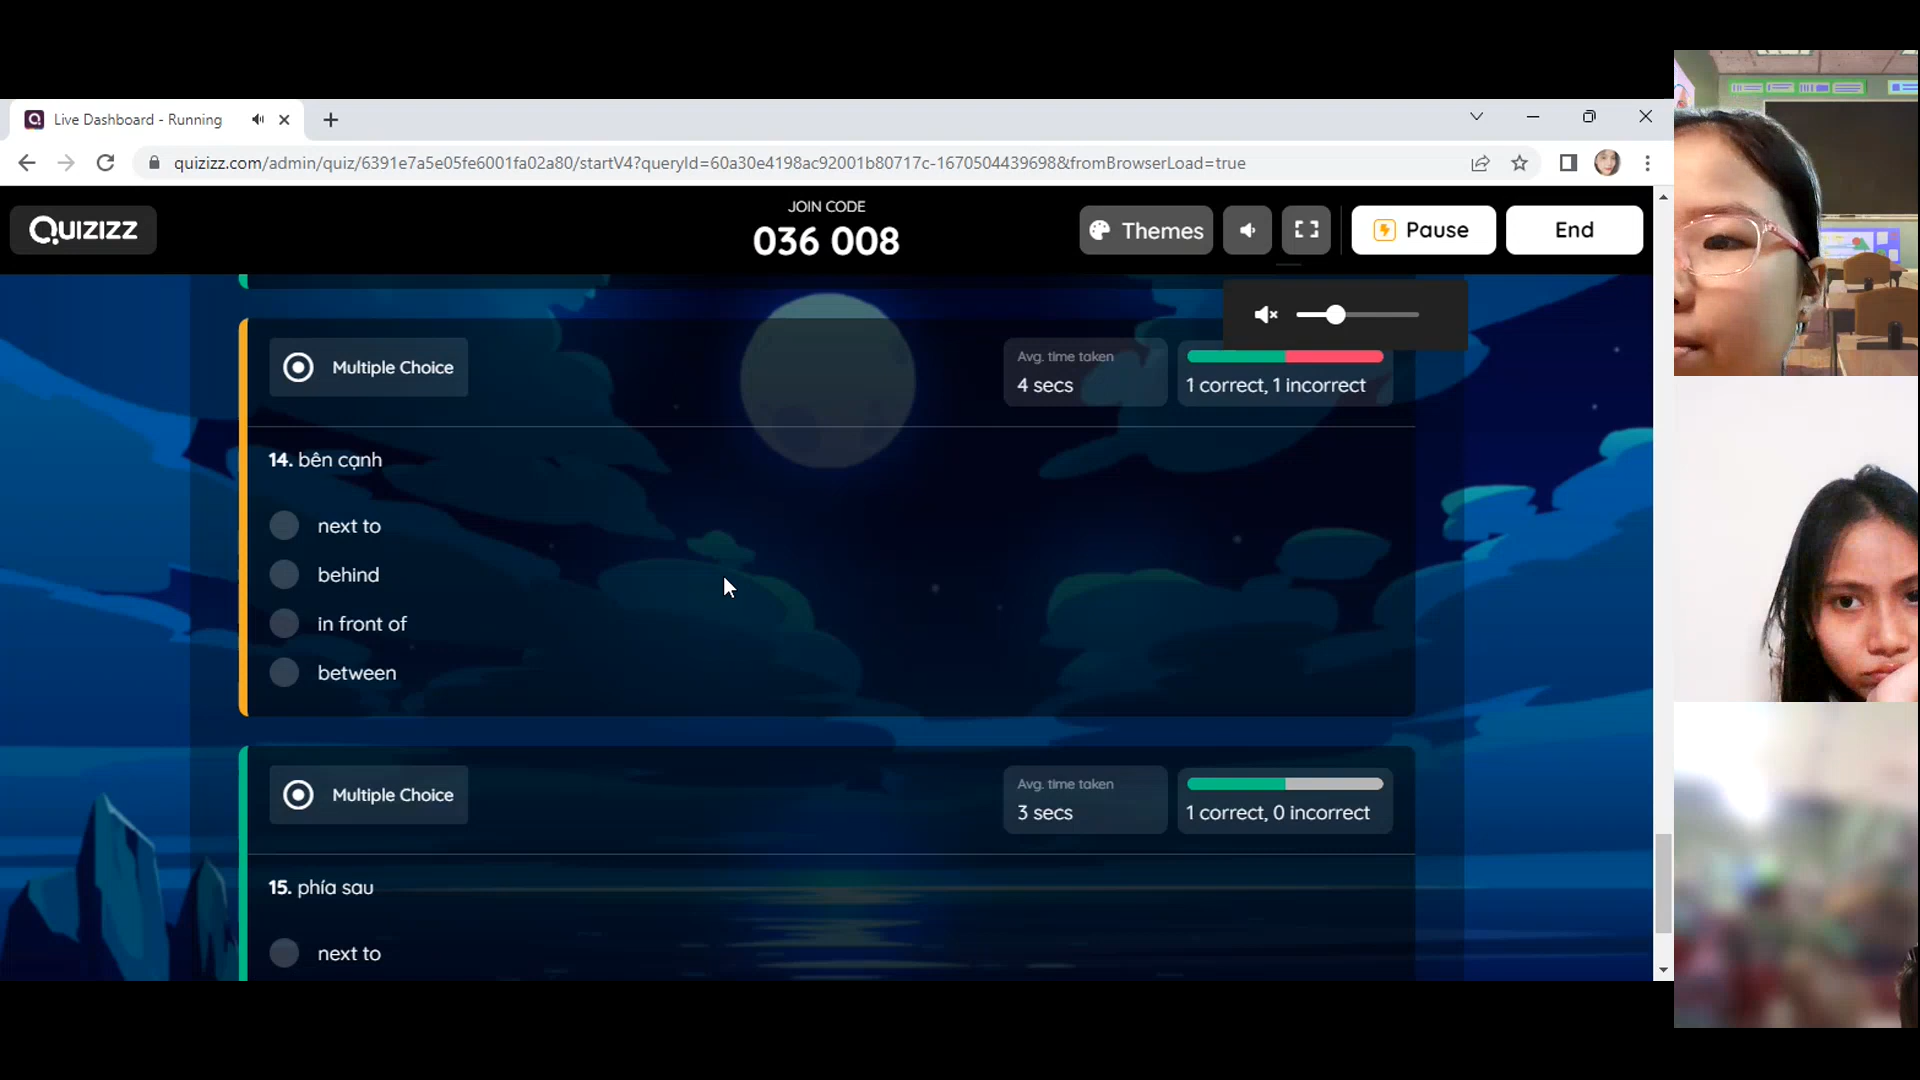 Live Dashboard - Running
quizizz.com/admin/quiz/6391e7a5e05fe6001fa02a80/startV4?queryId=60a30e4198ac92001b80717c-1670504439698&fromBrowserLoad=true
QUIZIZZ
JOIN CODE
036 008
Themes
Pause
End
Multiple Choice
Avg. time taken
4 secs
1 correct, 1 incorrect
14. bên cạnh
next to
behind
in front of
between
Multiple Choice
Avg. time taken
3 secs
1 correct, 0 incorrect
15. phía sau
next to